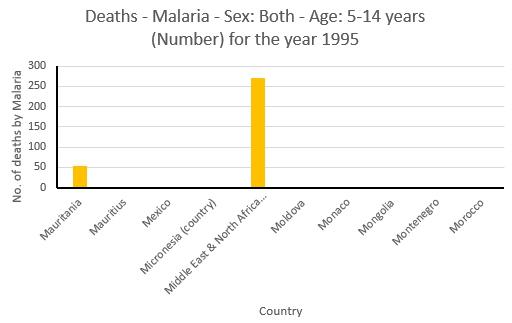 Deaths - Malaria - Sex: Both - Age: 5-14 years
(Number) for the year 1995
No. of deaths by Malaria
300
250
200
150
100
50
0
Mauritania
Mauritius
Mexico
Micronesia (country)
Middle East & North Africa...
Moldova
Monaco
Mongolia
Montenegro
Morocco
Country